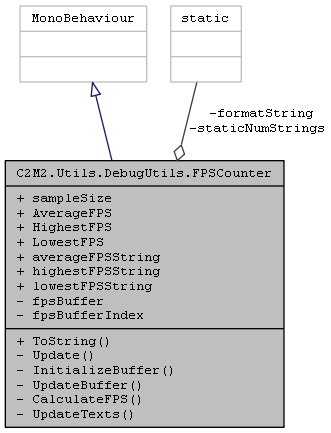 MonoBehaviour
static
-formatString
-staticNumStrings
C2M2.Utils.DebugUtils.FPSCounter
+ sampleSize
+ AverageFPS
+ HighestFPS
+ LowestFPS
+ averageFPSString
+ highestFPSString
+ lowestFPSString
- fpsBuffer
- fpsBufferIndex
+ ToString()
- Update()
- InitializeBuffer()
- UpdateBuffer()
- CalculateFPS()
- UpdateTexts()